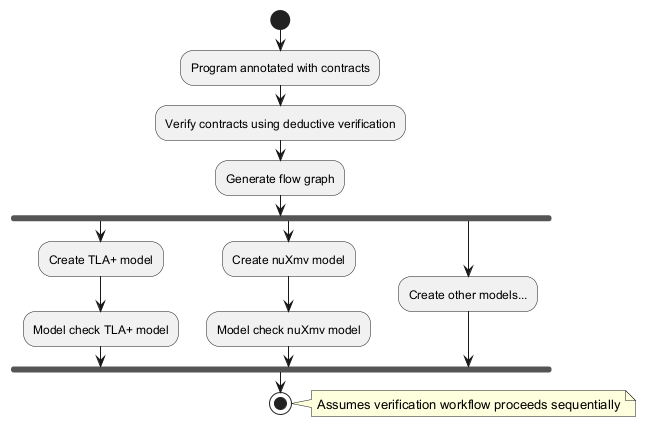 Program annotated with contracts
Verify contracts using deductive verification
Generate flow graph
Create TLA+ model
Create nuXmv model
Create other models...
Model check TLA+ model
Model check nuXmv model
Assumes verification workflow proceeds sequentially